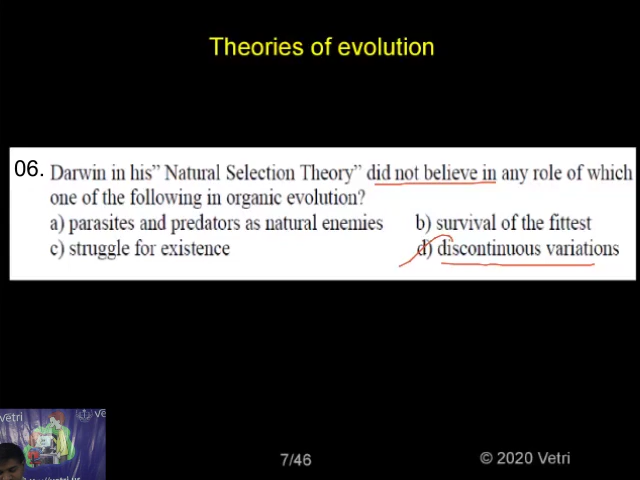 Theories of evolution
06. Darwin in his” Natural Selection Theory” did not believe in any role of which
one of the following in organic evolution?
a) parasites and predators as natural enemies b) survival of the fittest
c) struggle for existence d) discontinuous variations
Vetri
7/46 © 2020 Vetri